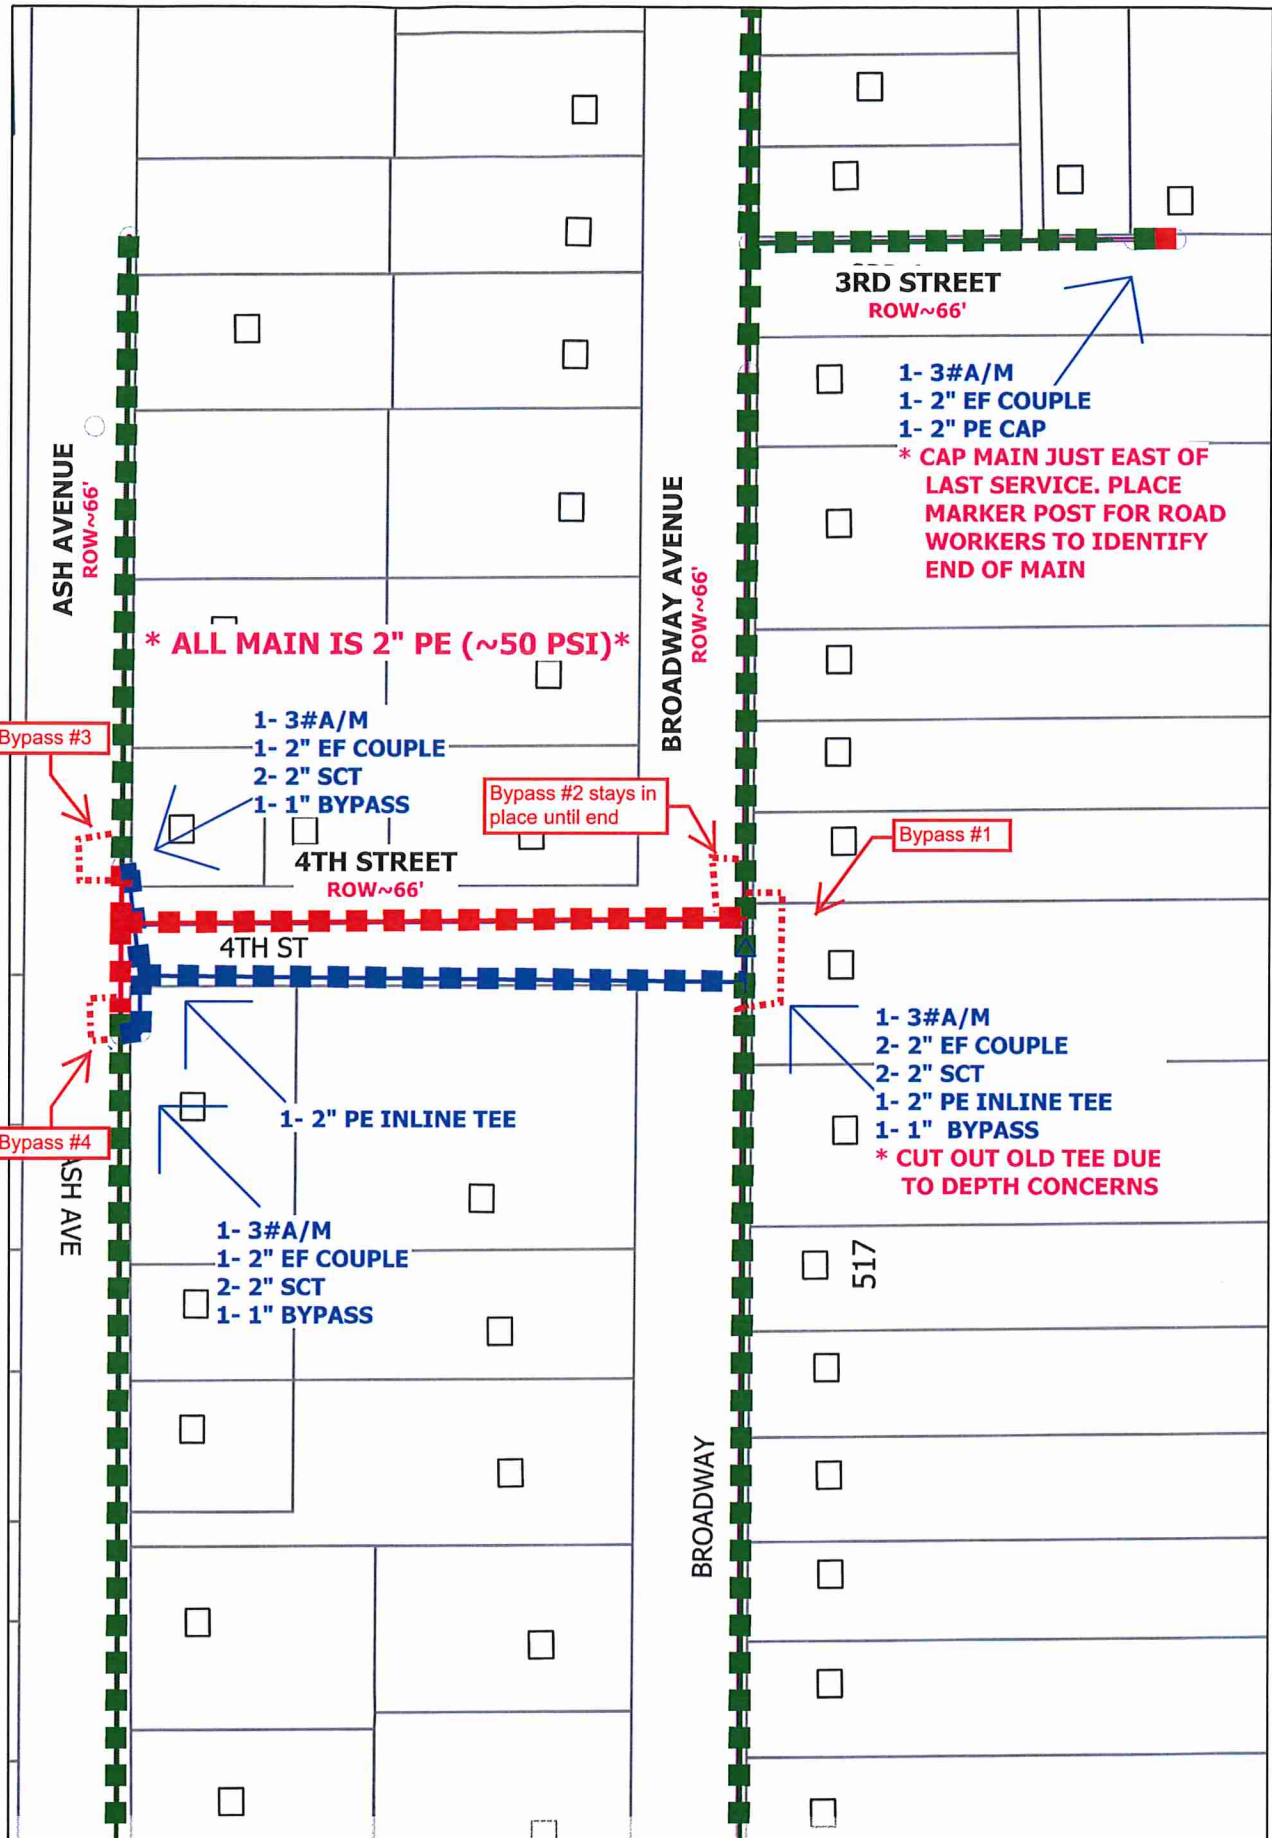 3RD STREET
ROW~66'
1- 3#A/M
1- 2" EF COUPLE
1- 2" PE CAP
* CAP MAIN JUST EAST OF
LAST SERVICE. PLACE
MARKER POST FOR ROAD
WORKERS TO IDENTIFY
END OF MAIN
ASH AVENUE
ROW~66'
BROADWAY AVENUE
ROW~66'
* ALL MAIN IS 2" PE (~50 PSI)*
Bypass #3
1- 3#A/M
1- 2" EF COUPLE
2- 2" SCT
1- 1" BYPASS
Bypass #2 stays in
place until end
Bypass #1
4TH STREET
ROW~66'
4TH ST
1- 3#A/M
2- 2" EF COUPLE
2- 2" SCT
1- 2" PE INLINE TEE
1- 1" BYPASS
* CUT OUT OLD TEE DUE
TO DEPTH CONCERNS
1- 2" PE INLINE TEE
Bypass #4
ASH AVE
1- 3#A/M
1- 2" EF COUPLE
2- 2" SCT
1- 1" BYPASS
517
BROADWAY